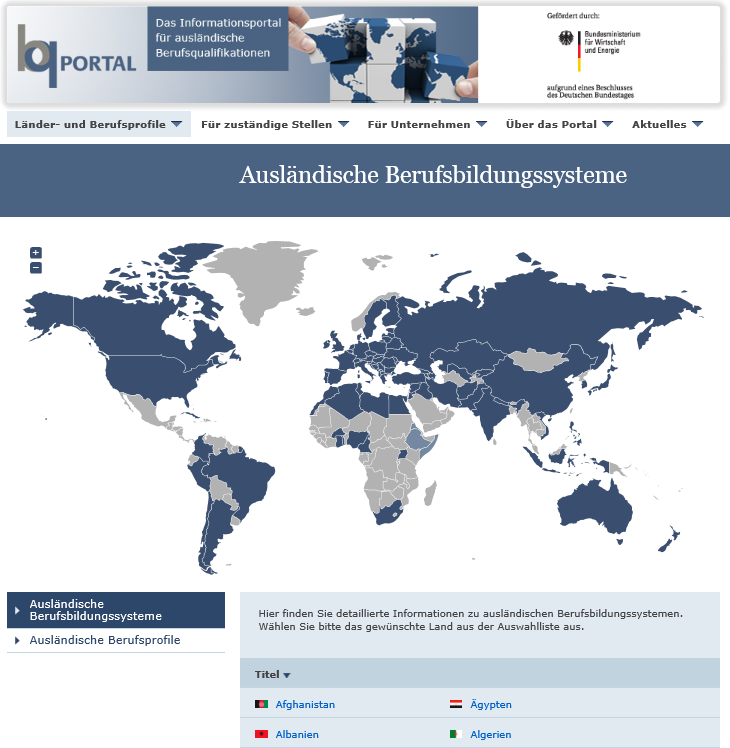 Das Informationsportal
für ausländische
Berufsqualifikationen
bq PORTAL
Gefördert durch:
Bundesministerium
für Wirtschaft
und Energie
aufgrund eines Beschlusses
des Deutschen Bundestages
Länder- und Berufsprofile Für zuständige Stellen Für Unternehmen Über das Portal Aktuelles
Ausländische Berufsbildungssysteme
+
−
Ausländische
Berufsbildungssysteme
Ausländische Berufsprofile
Hier finden Sie detaillierte Informationen zu ausländischen Berufsbildungssystemen.
Wählen Sie bitte das gewünschte Land aus der Auswahlliste aus.
Titel
Afghanistan Ägypten
Albanien Algerien